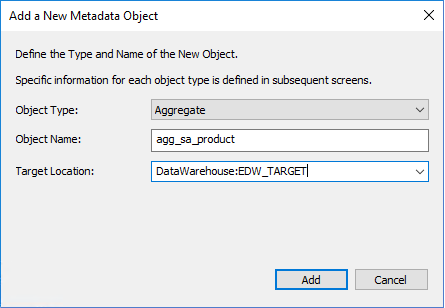 Add a New Metadata Object
Define the Type and Name of the New Object.
Specific information for each object type is defined in subsequent screens.
Object Type: Aggregate
Object Name: agg_sa_product
Target Location: DataWarehouse:EDW_TARGET
Add Cancel